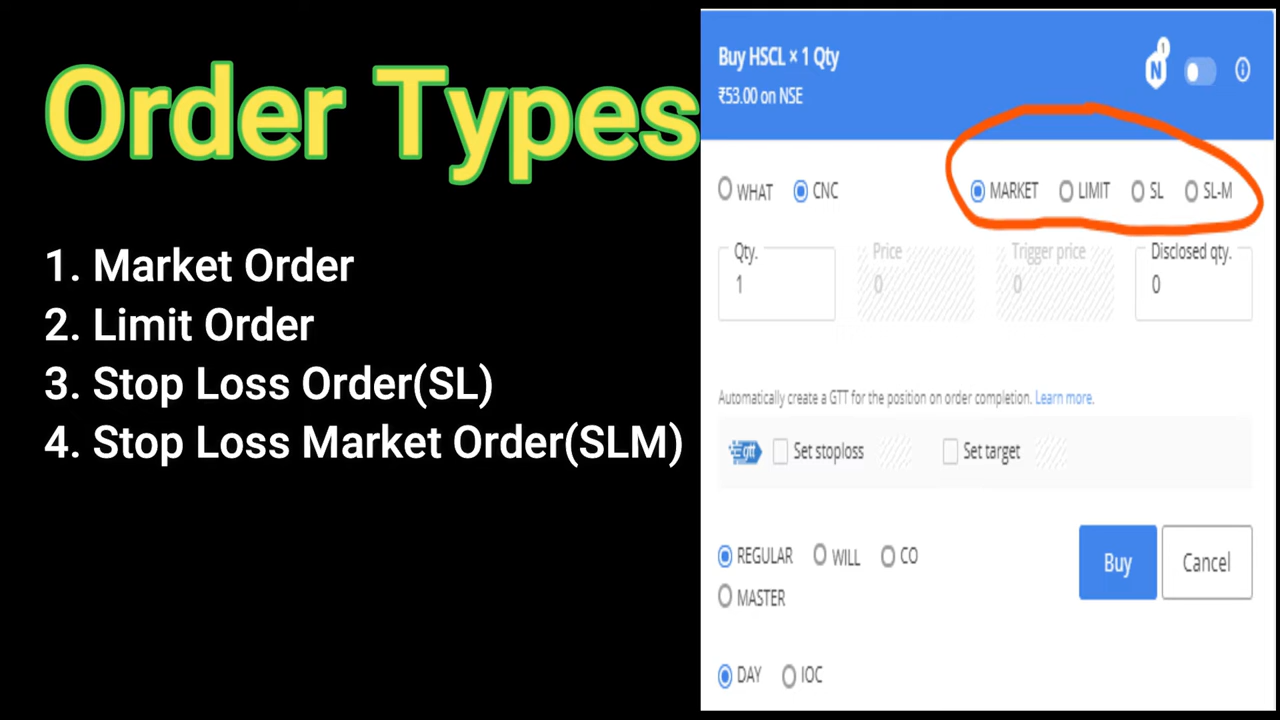 Order Types
1. Market Order
2. Limit Order
3. Stop Loss Order(SL)
4. Stop Loss Market Order(SLM)
Buy HSCL × 1 Qty
₹53.00 on NSE
N 1
WHAT CNC MARKET LIMIT SL SL-M
Qty. Price Trigger price Disclosed qty.
1 0 0 0
Automatically create a GTT for the position on order completion. Learn more.
gtt Set stoploss Set target
REGULAR WILL CO
MASTER
Buy Cancel
DAY IOC